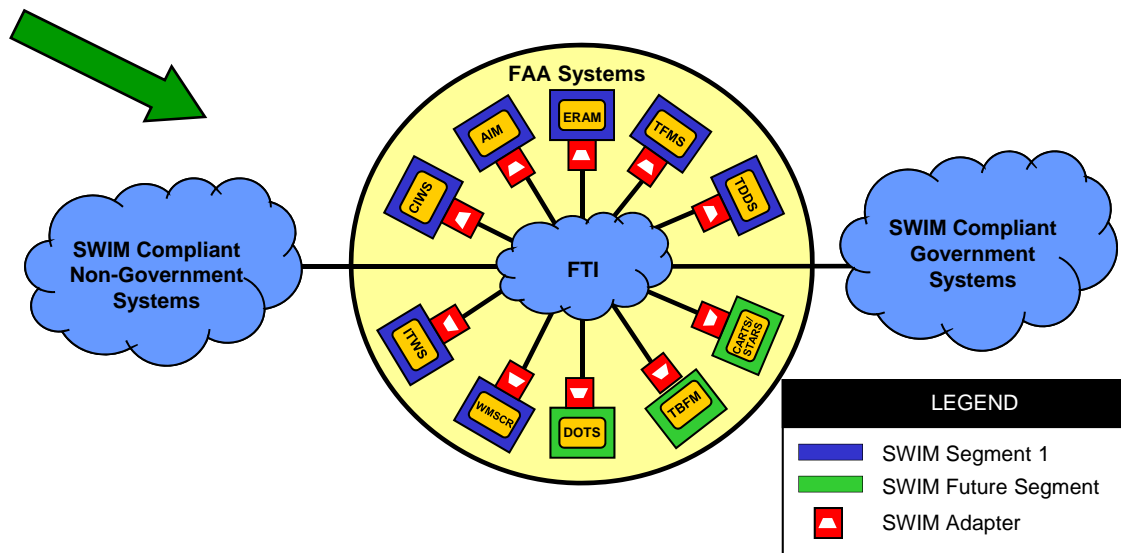 FAA Systems
ERAM
AIM
TFMS
CIWS
TDDS
SWIM Compliant
Non-Government
Systems
FTI
SWIM Compliant
Government
Systems
ITWS
CARTS/
STARS
WMSCR
DOTS
TBFM
LEGEND
SWIM Segment 1
SWIM Future Segment
SWIM Adapter